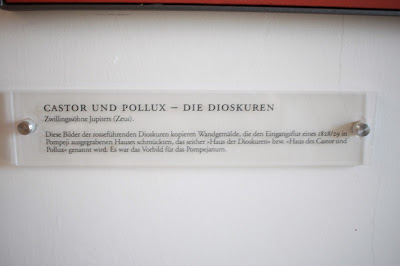 CASTOR UND POLLUX – DIE DIOSKUREN
Zwillingssöhne Jupiters (Zeus).
Diese Bilder der rosseführenden Dioskuren kopieren Wandgemälde, die den Eingangsflur eines 1828/29 in
Pompeji ausgegrabenen Hauses schmückten, das seither »Haus der Dioskuren« bzw. »Haus des Castor und
Pollux« genannt wird. Es war das Vorbild für das Pompejanum.